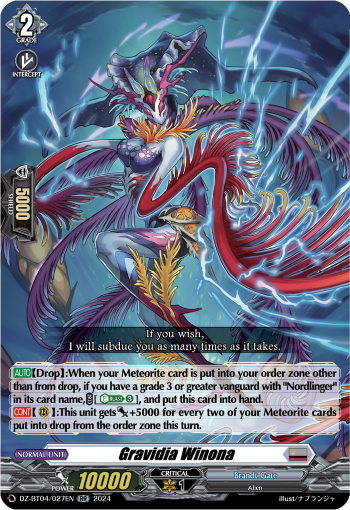 2
GRADE
INTERCEPT
5000
SHIELD
If you wish,
I will subdue you as many times as it takes.
AUTO [Drop]:When your Meteorite card is put into your order zone other
than from drop, if you have a grade 3 or greater vanguard with "Nordlinger"
in its card name, [ E-BLAST 3 ], and put this card into hand.
CONT [ R ]:This unit gets +5000 for every two of your Meteorite cards
put into drop from the order zone this turn.
NORMAL UNIT
Gravidia Winona
POWER 10000
CRITICAL
1
Brandt Gate
Alien
DZ-BT04/027EN RR 2024
illust/ナブランジャ